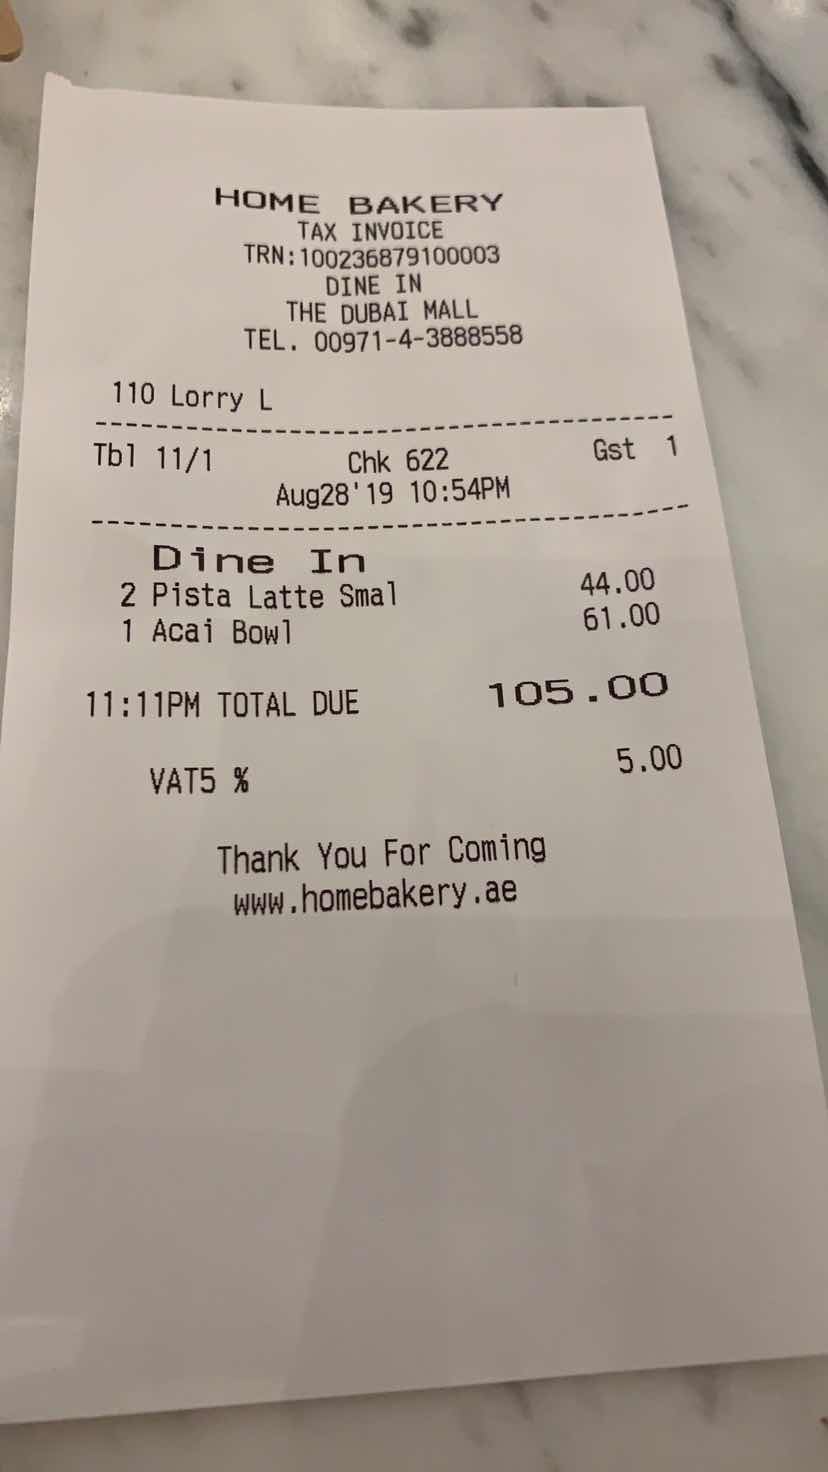 HOME BAKERY
TAX INVOICE
TRN:100236879100003
DINE IN
THE DUBAI MALL
TEL. 00971-4-3888558
110 Lorry L
Tbl 11/1 Chk 622 Gst 1
Aug28'19 10:54PM
Dine In
2 Pista Latte Smal 44.00
1 Acai Bowl 61.00
11:11PM TOTAL DUE 105.00
VAT5 % 5.00
Thank You For Coming
www.homebakery.ae